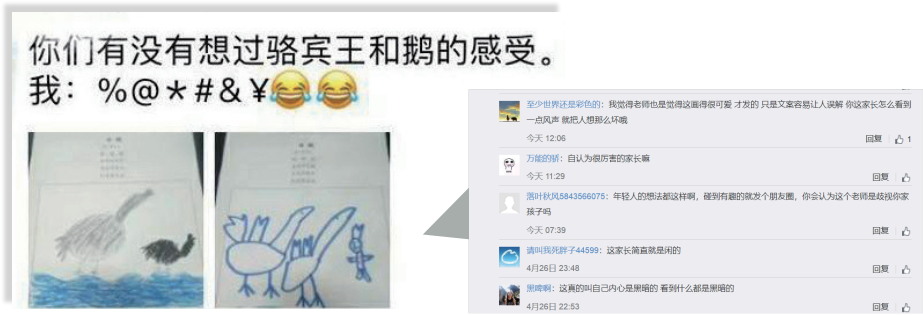 你们有没有想过骆宾王和鹅的感受。
我：%@*#&¥😂😂
至少世界还是彩色的：我觉得老师也是觉得这画得很可爱 才发的 只是文案容易让人误解 你这家长怎么看到
一点风声 就把人想那么坏哦
今天 12:06
回复 1
万能的骄：自认为很厉害的家长嘛
今天 11:29
回复
落叶秋风5843566075：年轻人的想法都这样啊，碰到有趣的就发个朋友圈，你会认为这个老师是歧视你家
孩子吗
今天 07:39
回复
请叫我死胖子44599：这家长简直就是闲的
4月26日 23:48
回复
黑啤啊：这真的叫自己内心是黑暗的 看到什么都是黑暗的
4月26日 22:53
回复